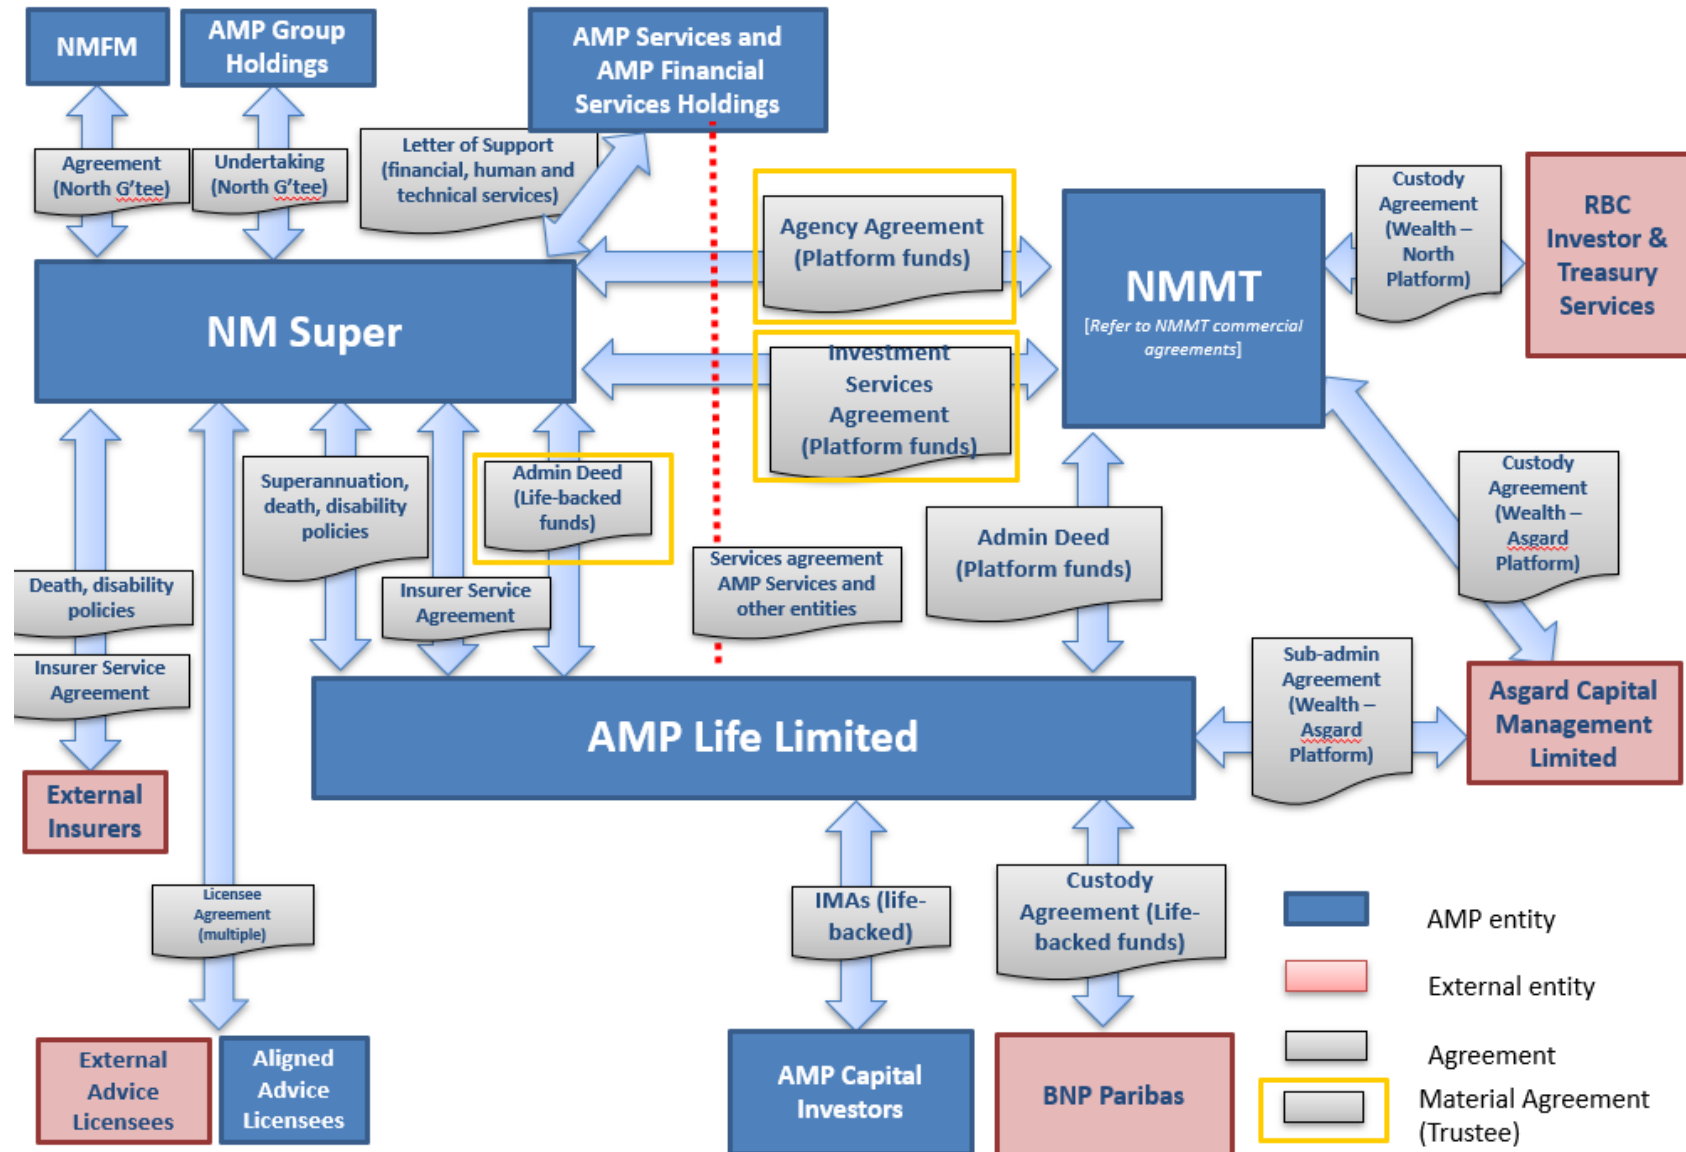 NMFM
AMP Group
Holdings
AMP Services and
AMP Financial
Services Holdings
Agreement
(North G'tee)
Undertaking
(North G'tee)
Letter of Support
(financial, human and
technical services)
Agency Agreement
(Platform funds)
NMMT
[Refer to NMMT commercial
agreements]
Custody
Agreement
(Wealth –
North
Platform)
RBC
Investor &
Treasury
Services
NM Super
Investment
Services
Agreement
(Platform funds)
Superannuation,
death, disability
policies
Admin Deed
(Life-backed
funds)
Insurer Service
Agreement
Services agreement
AMP Services and
other entities
Admin Deed
(Platform funds)
Custody
Agreement
(Wealth –
Asgard
Platform)
Death, disability
policies
Insurer Service
Agreement
External
Insurers
AMP Life Limited
Sub-admin
Agreement
(Wealth –
Asgard
Platform)
Asgard Capital
Management
Limited
Licensee
Agreement
(multiple)
IMAs (life-
backed)
Custody
Agreement (Life-
backed funds)
External
Advice
Licensees
Aligned
Advice
Licensees
AMP Capital
Investors
BNP Paribas
AMP entity
External entity
Agreement
Material Agreement
(Trustee)